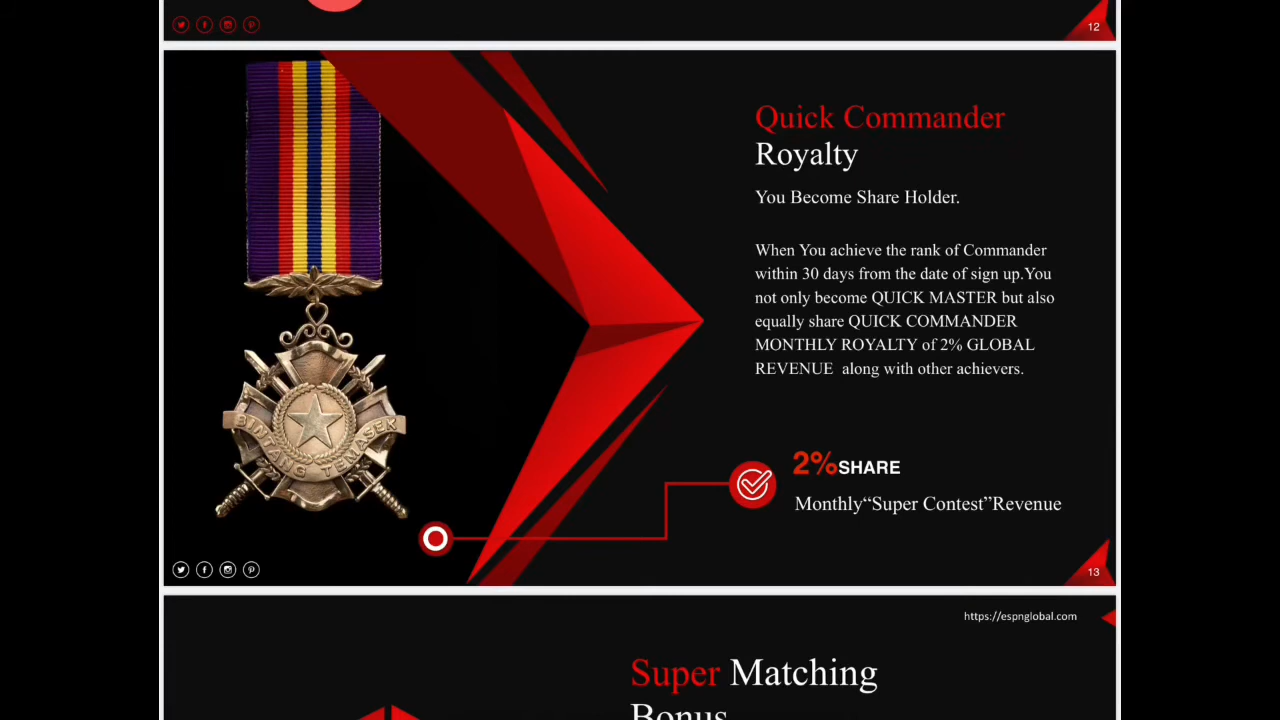 12
Quick Commander
Royalty
You Become Share Holder.
When You achieve the rank of Commander
within 30 days from the date of sign up.You
not only become QUICK MASTER but also
equally share QUICK COMMANDER
MONTHLY ROYALTY of 2% GLOBAL
REVENUE along with other achievers.
BINTANG TEMASEK
2%SHARE
Monthly“Super Contest”Revenue
13
https://espnglobal.com
Super Matching
Bonus